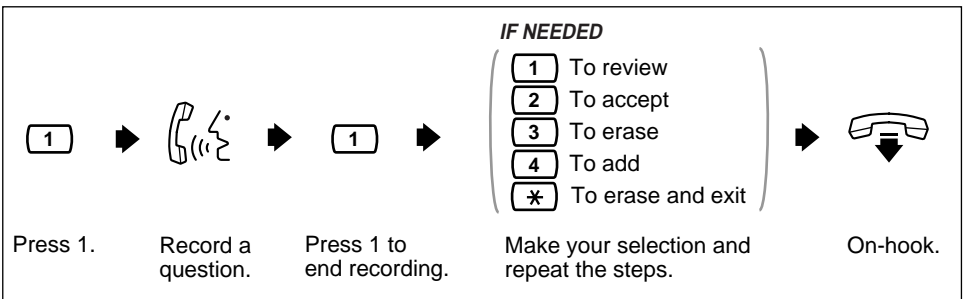 IF NEEDED
1 To review
2 To accept
3 To erase
4 To add
* To erase and exit
1
1
Press 1.
Record a
question.
Press 1 to
end recording.
Make your selection and
repeat the steps.
On-hook.